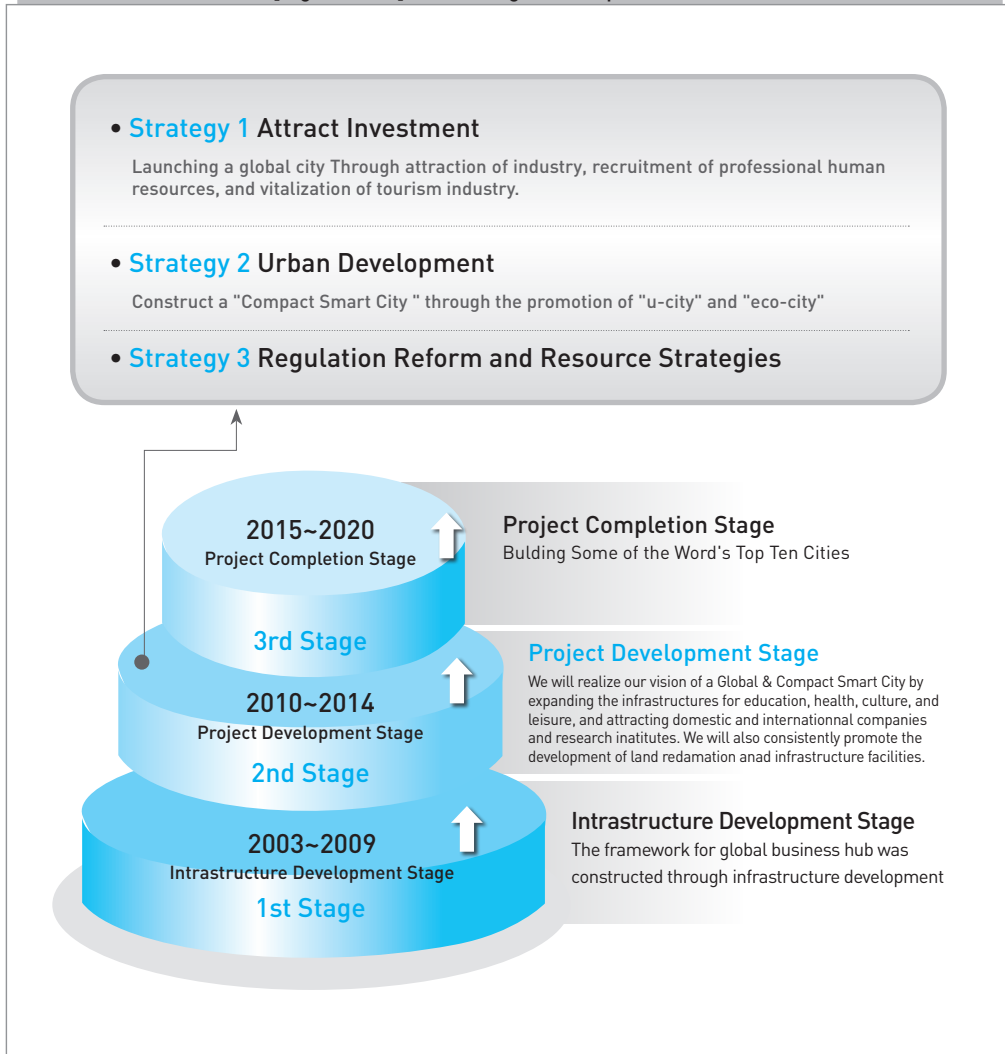 • Strategy 1 Attract Investment
Launching a global city Through attraction of industry, recruitment of professional human
resources, and vitalization of tourism industry.
• Strategy 2 Urban Development
Construct a "Compact Smart City " through the promotion of "u-city" and "eco-city"
• Strategy 3 Regulation Reform and Resource Strategies
2015~2020
Project Completion Stage
3rd Stage
Project Completion Stage
Bulding Some of the Word's Top Ten Cities
2010~2014
Project Development Stage
2nd Stage
Project Development Stage
We will realize our vision of a Global & Compact Smart City by
expanding the infrastructures for education, health, culture, and
leisure, and attracting domestic and internationnal companies
and research inatitutes. We will also consistently promote the
development of land redamation anad infrastructure facilities.
2003~2009
Intrastructure Development Stage
1st Stage
Intrastructure Development Stage
The framework for global business hub was
constructed through infrastructure development